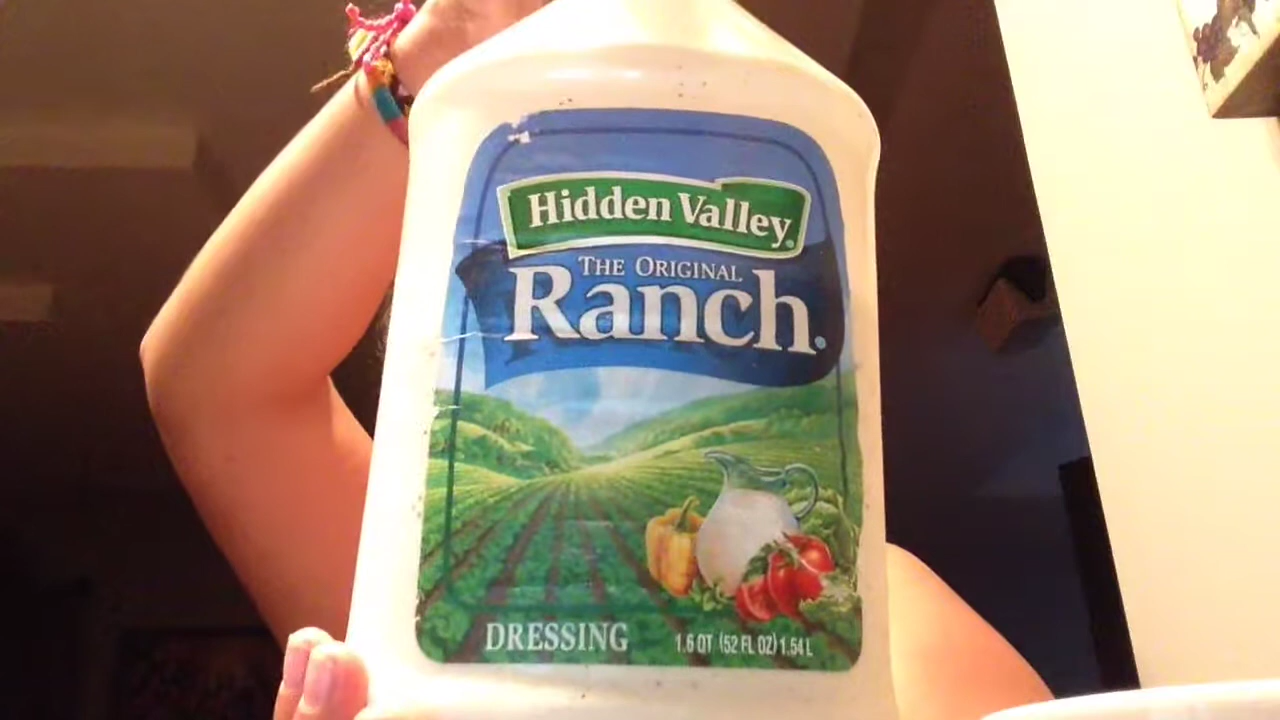 Hidden Valley®
THE ORIGINAL
Ranch®
DRESSING
1.6 QT (52 FL OZ) 1.54 L